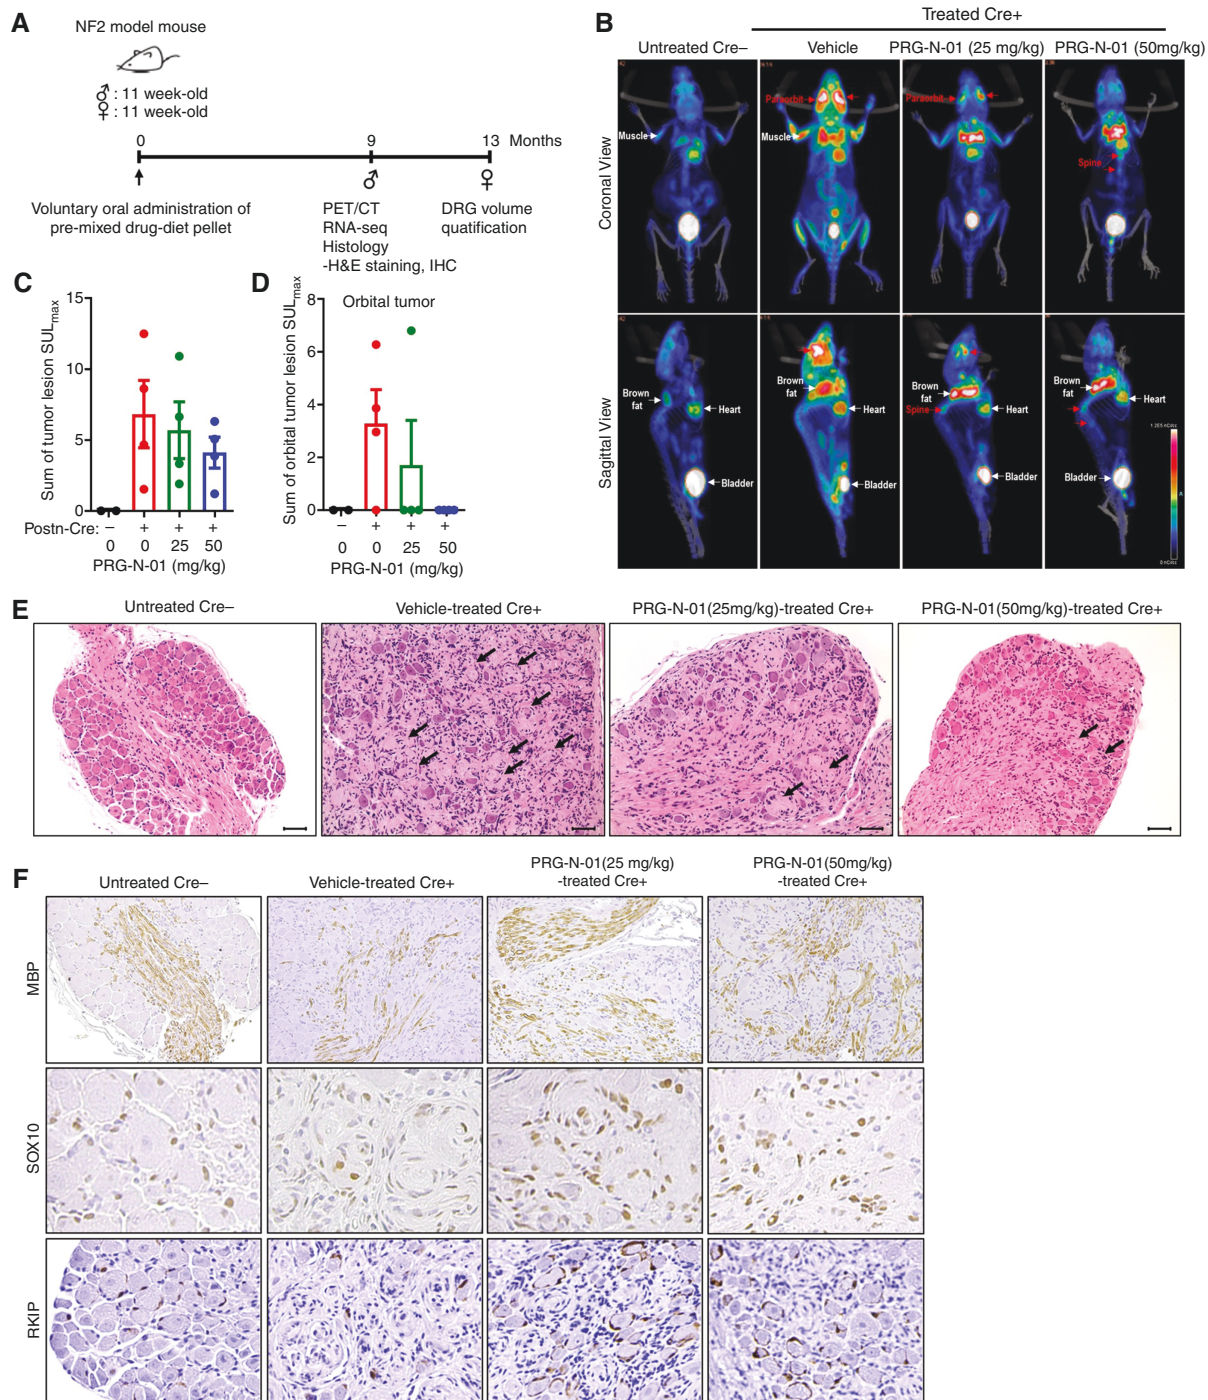 A
NF2 model mouse
♂ : 11 week-old
♀ : 11 week-old
0 9 13 Months
♂ ♀
Voluntary oral administration of
pre-mixed drug-diet pellet
PET/CT
RNA-seq
Histology
-H&E staining, IHC
DRG volume
quatification
B
Treated Cre+
Untreated Cre– Vehicle PRG-N-01 (25 mg/kg) PRG-N-01 (50mg/kg)
Coronal View
Muscle
Paraorbit
Muscle
Paraorbit
Spine
Sagittal View
Brown
fat
Heart
Brown
fat
Heart
Bladder
Brown
fat
Spine
Heart
Bladder
Brown
fat
Heart
Bladder
A
C
Sum of tumor lesion SULmax
15
10
5
0
Postn-Cre: – + + +
0 0 25 50
PRG-N-01 (mg/kg)
D
Orbital tumor
Sum of orbital tumor lesion SULmax
8
6
4
2
0
– + + +
0 0 25 50
PRG-N-01 (mg/kg)
E
Untreated Cre– Vehicle-treated Cre+ PRG-N-01(25mg/kg)-treated Cre+ PRG-N-01(50mg/kg)-treated Cre+
F
Untreated Cre– Vehicle-treated Cre+
PRG-N-01(25 mg/kg)
-treated Cre+
PRG-N-01(50mg/kg)
-treated Cre+
MBP
SOX10
RKIP